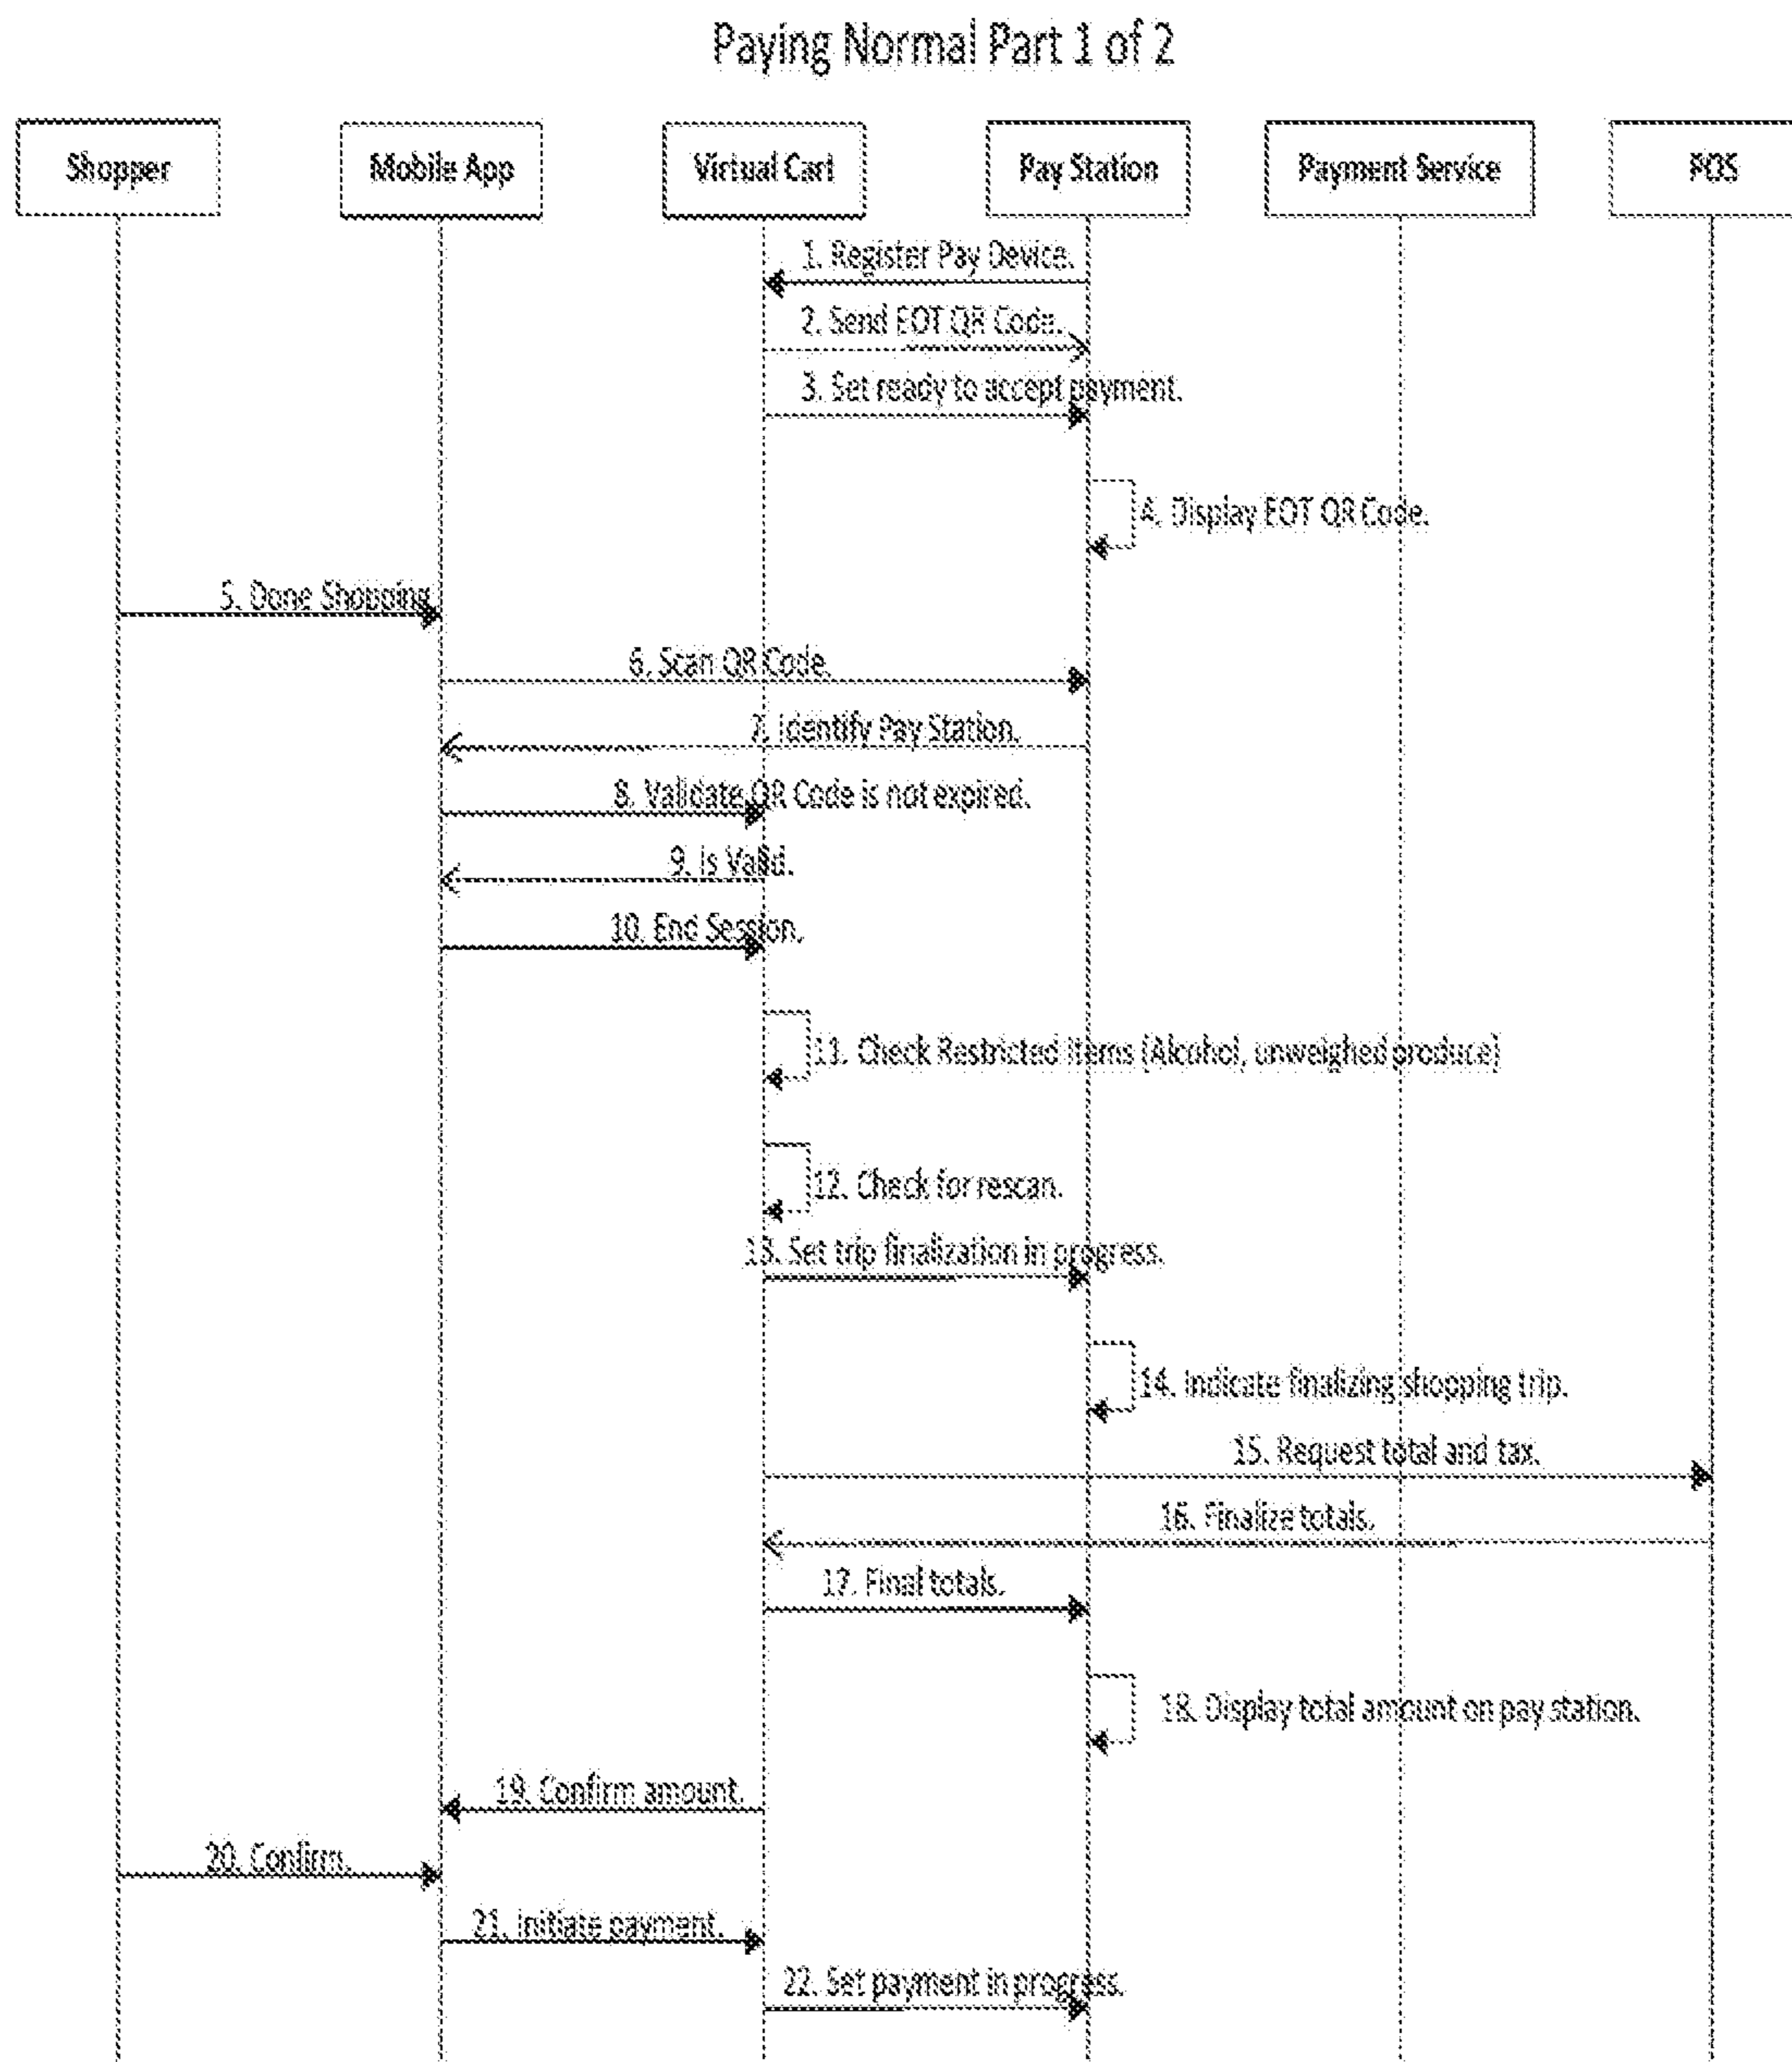 Paying Normal Part 1 of 2
Shopper
Mobile App
Virtual Cart
Pay Station
Payment Service
POS
1. Register Pay Device.
2. Send EOT QR Code.
3. Set ready to accept payment.
4. Display EOT QR Code.
5. Done Shopping
6. Scan QR Code.
7. Identify Pay Station.
8. Validate QR Code is not expired.
9. Is Valid.
10. End Session.
11. Check Restricted Items (Alcohol, unweighed produce)
12. Check for rescan.
13. Set trip finalization in progress.
14. Indicate finalizing shopping trip.
15. Request total and tax.
16. Finalize totals.
17. Final totals.
18. Display total amount on pay station.
19. Confirm amount.
20. Confirm.
21. Initiate payment.
22. Set payment in progress.